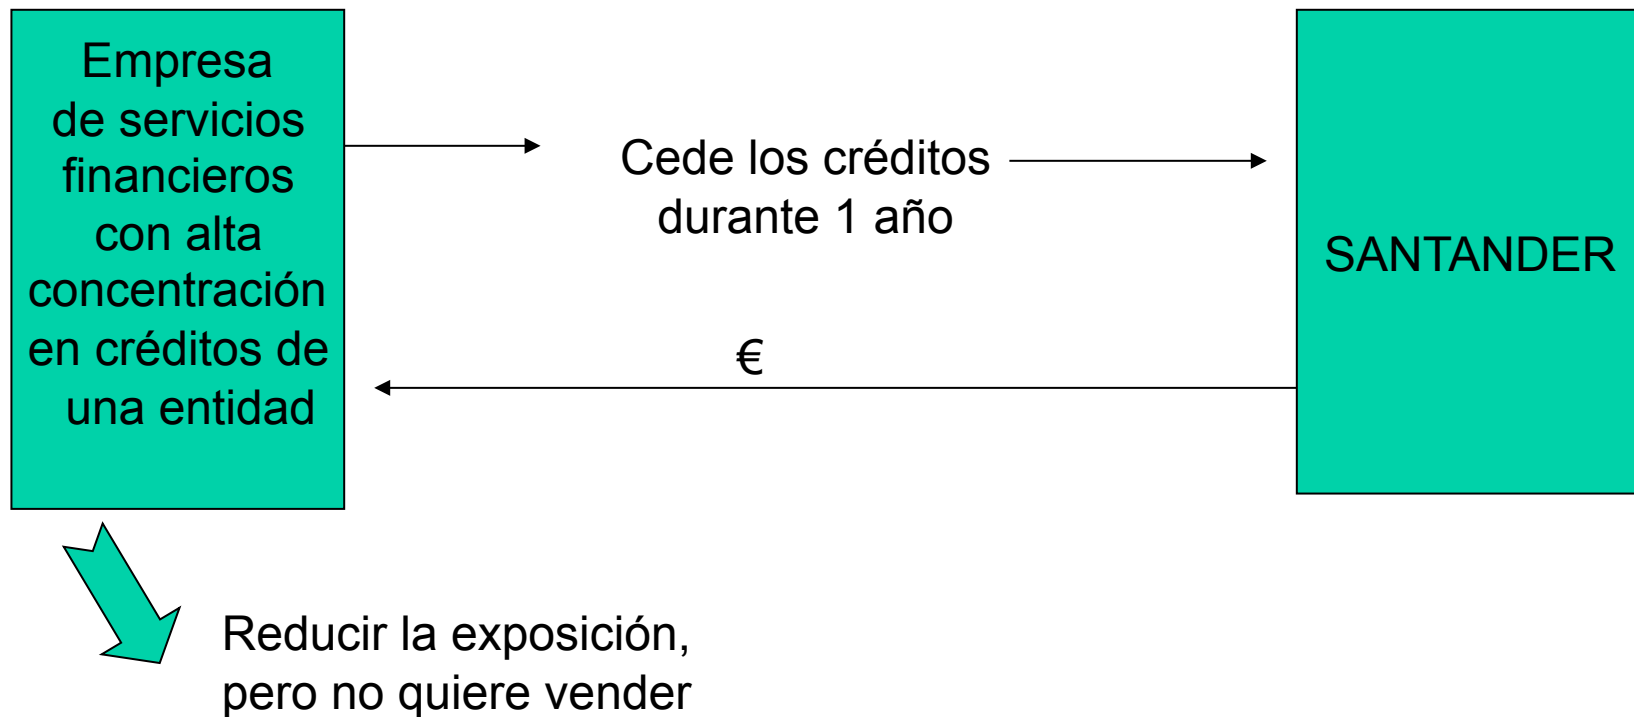 Empresa
de servicios
financieros
con alta
concentración
en créditos de
una entidad
Cede los créditos
durante 1 año
SANTANDER
€
Reducir la exposición,
pero no quiere vender